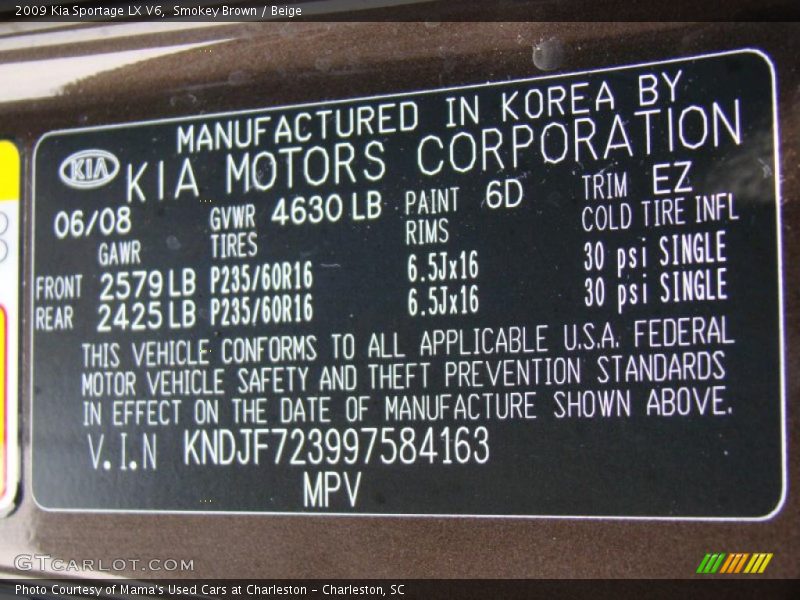 2009 Kia Sportage LX V6, Smokey Brown / Beige
MANUFACTURED IN KOREA BY
KIA KIA MOTORS CORPORATION
06/08 GVWR 4630 LB PAINT 6D TRIM EZ
GAWR TIRES RIMS COLD TIRE INFL
FRONT 2579 LB P235/60R16 6.5Jx16 30 psi SINGLE
REAR 2425 LB P235/60R16 6.5Jx16 30 psi SINGLE
THIS VEHICLE CONFORMS TO ALL APPLICABLE U.S.A. FEDERAL
MOTOR VEHICLE SAFETY AND THEFT PREVENTION STANDARDS
IN EFFECT ON THE DATE OF MANUFACTURE SHOWN ABOVE.
V.I.N KNDJF723997584163
MPV
GTCARLOT.COM
Photo Courtesy of Mama's Used Cars at Charleston - Charleston, SC